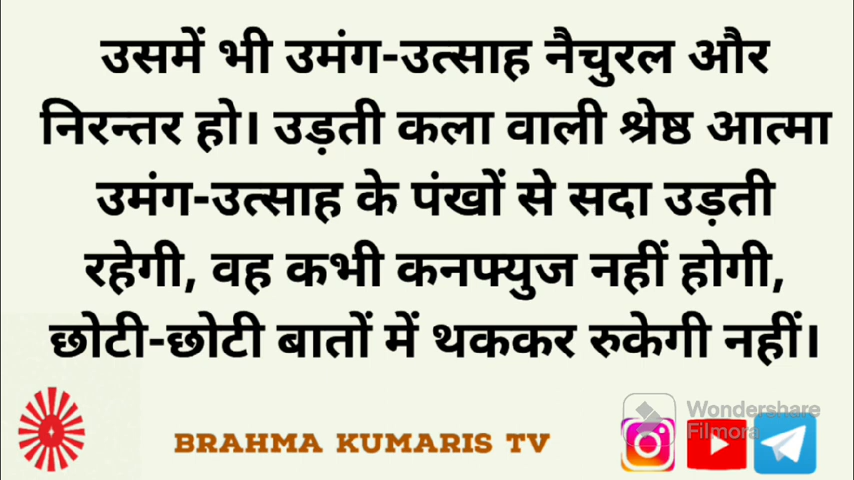 उसमें भी उमंग-उत्साह नैचुरल और
निरन्तर हो। उड़ती कला वाली श्रेष्ठ आत्मा
उमंग-उत्साह के पंखों से सदा उड़ती
रहेगी, वह कभी कनफ्युज नहीं होगी,
छोटी-छोटी बातों में थककर रुकेगी नहीं।
Wondershare
Filmora
BRAHMA KUMARIS TV